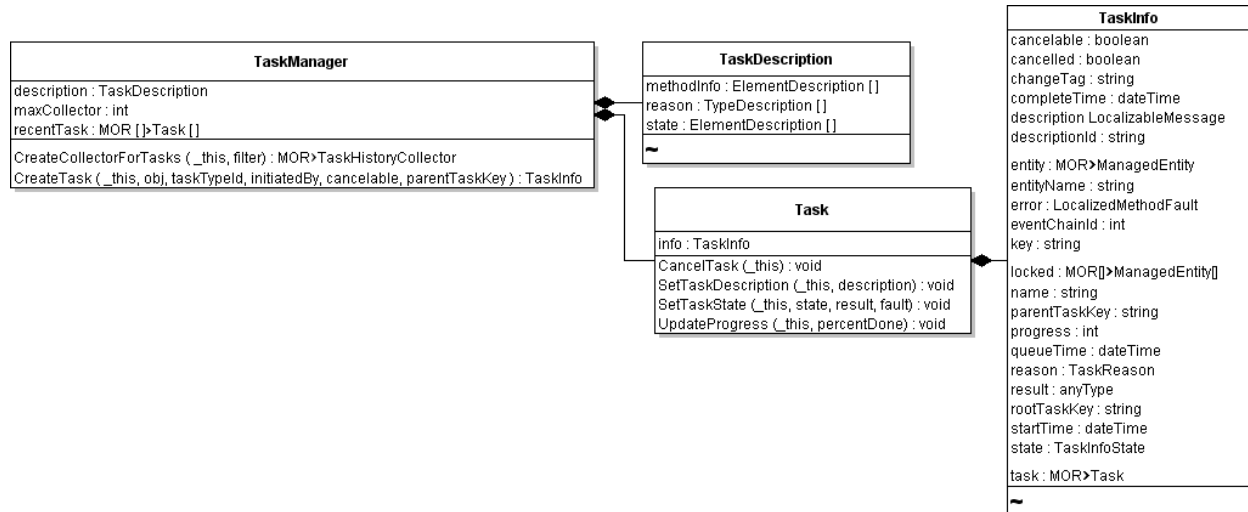 TaskManager
description : TaskDescription
maxCollector : int
recentTask : MOR [ ]>Task [ ]
CreateCollectorForTasks ( _this, filter) : MOR>TaskHistoryCollector
CreateTask ( _this, obj, taskTypeId, initiatedBy, cancelable, parentTaskKey ) : TaskInfo
TaskDescription
methodInfo : ElementDescription [ ]
reason : TypeDescription [ ]
state : ElementDescription [ ]
~
Task
info : TaskInfo
CancelTask (_this) : void
SetTaskDescription (_this, description) : void
SetTaskState (_this, state, result, fault) : void
UpdateProgress (_this, percentDone) : void
TaskInfo
cancelable : boolean
cancelled : boolean
changeTag : string
completeTime : dateTime
description LocalizableMessage
descriptionId : string
entity : MOR>ManagedEntity
entityName : string
error : LocalizedMethodFault
eventChainId : int
key : string
locked : MOR[]>ManagedEntity[]
name : string
parentTaskKey : string
progress : int
queueTime : dateTime
reason : TaskReason
result : anyType
rootTaskKey : string
startTime : dateTime
state : TaskInfoState
task : MOR>Task
~